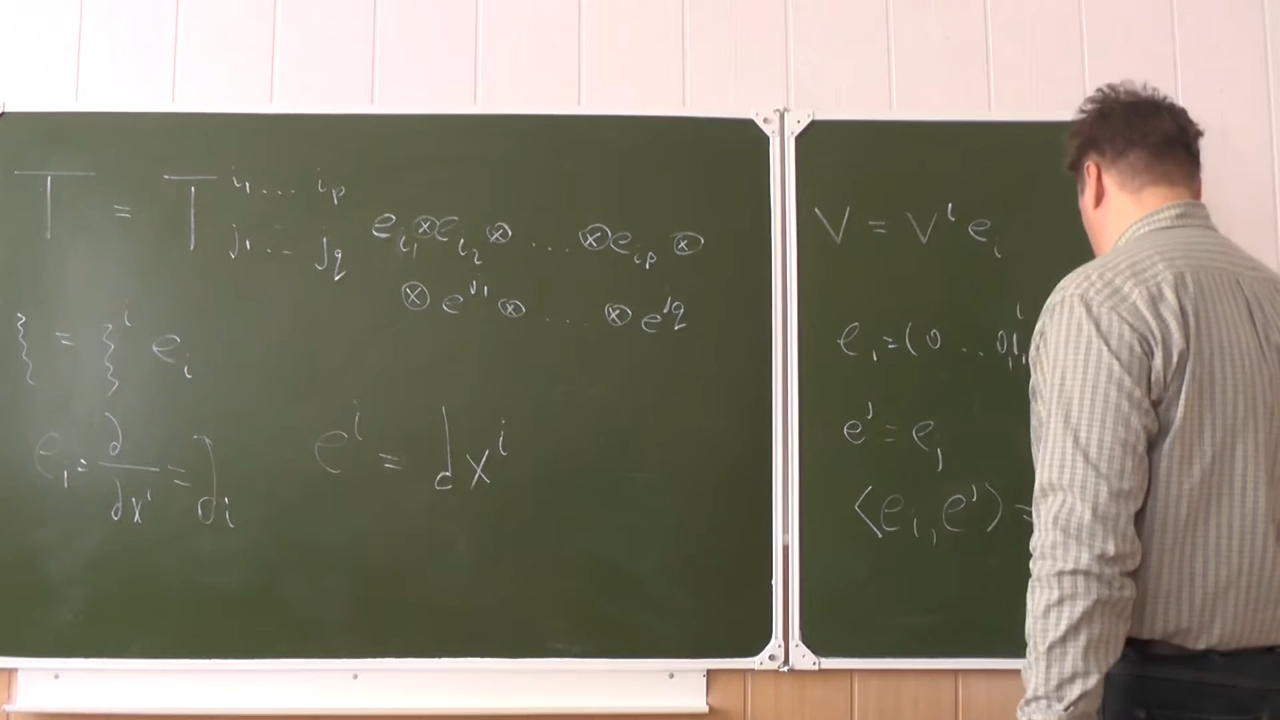 T = T^{i_1 ... i_p}_{j_1 ... j_q} e_{i_1} ⊗ e_{i_2} ⊗ ... ⊗ e_{i_p} ⊗
⊗ e^{j_1} ⊗ ... ⊗ e^{j_q}
ξ = ξ^i e_i
e_i = ∂/∂x^i = ∂_i
e^i = dx^i
V = V^i e_i
e_i = (0 ... 0 1,
e^j = e_j
⟨e_i, e^j⟩ =